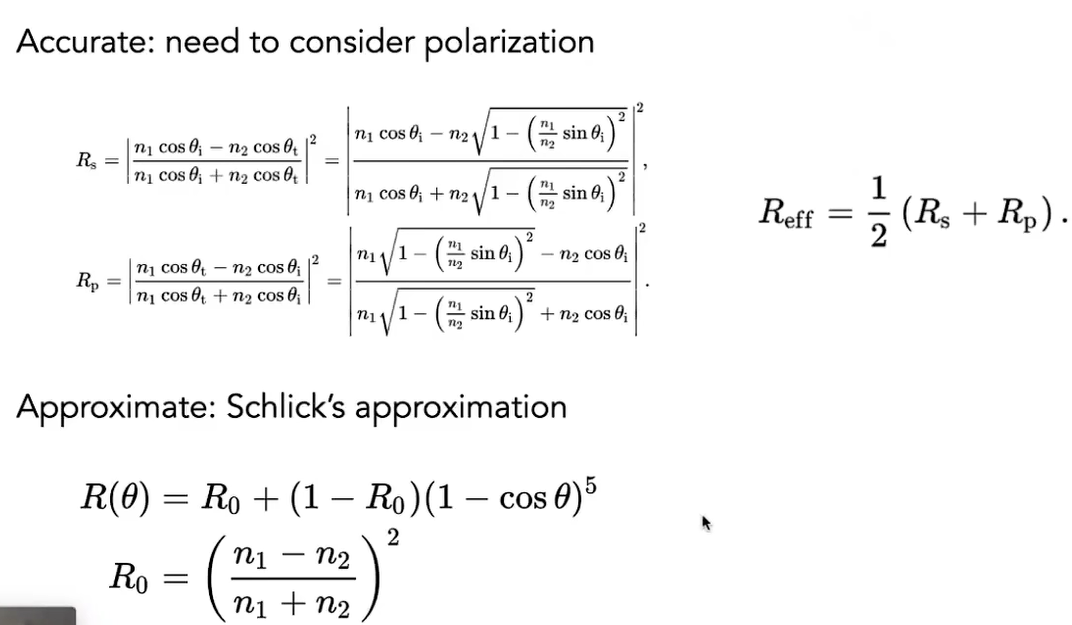 Accurate: need to consider polarization
$R_s = \left| \frac{n_1 \cos\theta_i - n_2 \cos\theta_t}{n_1 \cos\theta_i + n_2 \cos\theta_t} \right|^2 = \left| \frac{n_1 \cos\theta_i - n_2 \sqrt{1 - \left(\frac{n_1}{n_2} \sin\theta_i\right)^2}}{n_1 \cos\theta_i + n_2 \sqrt{1 - \left(\frac{n_1}{n_2} \sin\theta_i\right)^2}} \right|^2,$
$R_p = \left| \frac{n_1 \cos\theta_t - n_2 \cos\theta_i}{n_1 \cos\theta_t + n_2 \cos\theta_i} \right|^2 = \left| \frac{n_1 \sqrt{1 - \left(\frac{n_1}{n_2} \sin\theta_i\right)^2} - n_2 \cos\theta_i}{n_1 \sqrt{1 - \left(\frac{n_1}{n_2} \sin\theta_i\right)^2} + n_2 \cos\theta_i} \right|^2.$
$R_{\text{eff}} = \frac{1}{2} (R_s + R_p).$
Approximate: Schlick’s approximation
$R(\theta) = R_0 + (1 - R_0)(1 - \cos\theta)^5$
$R_0 = \left( \frac{n_1 - n_2}{n_1 + n_2} \right)^2$